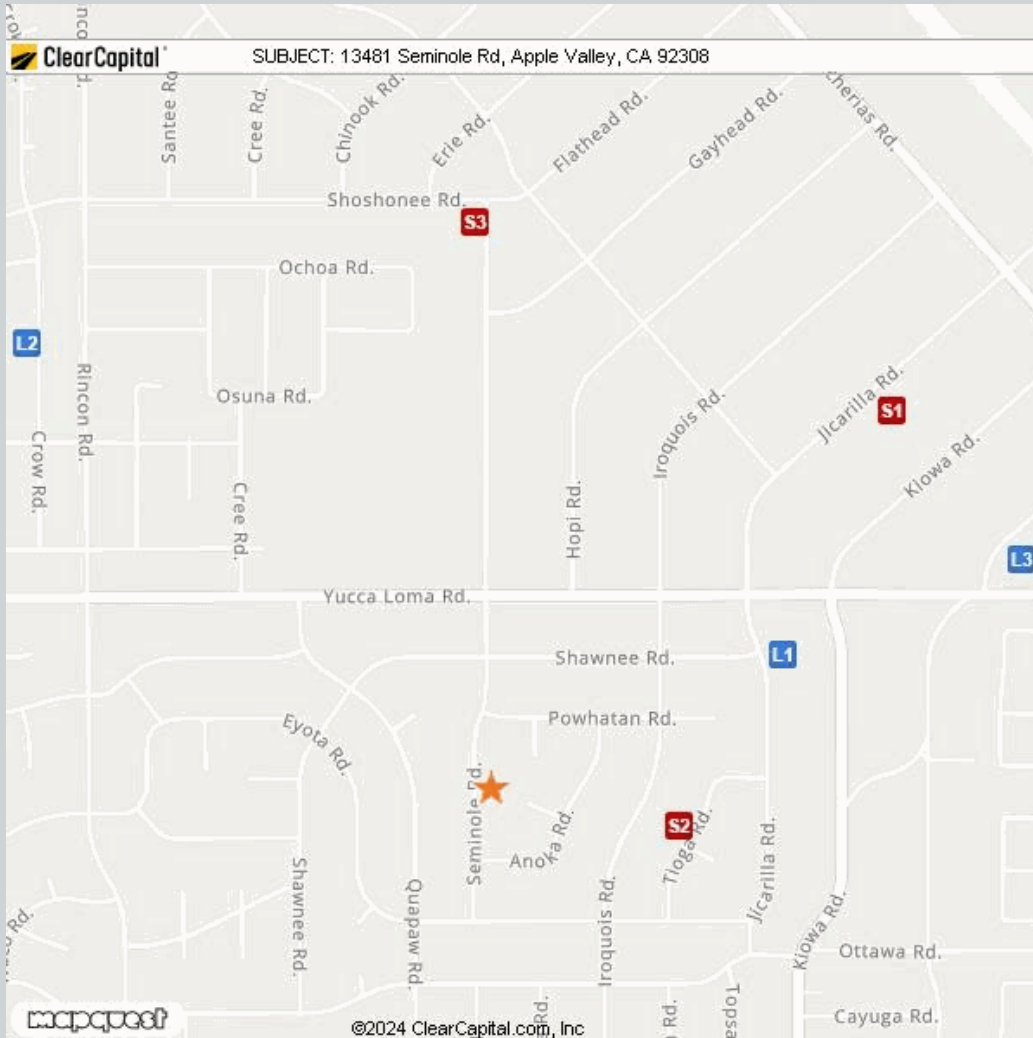 ClearCapital
SUBJECT: 13481 Seminole Rd, Apple Valley, CA 92308
Santee Rd
Cree Rd.
Chinook Rd.
Erie Rd.
Flathead Rd.
Gayhead Rd.
Shoshonee Rd.
S3
Ochoa Rd.
L2
Rincon Rd.
Osuna Rd.
Jicarilla Rd.
S1
Iroquois Rd.
Crow Rd.
Kiowa Rd.
Cree Rd.
Hopi Rd.
L3
Yucca Loma Rd.
Shawnee Rd.
L1
Powhatan Rd.
Eyota Rd.
Seminole Rd.
S2
Tioga Rd.
Anoka Rd.
Jicarilla Rd.
Shawnee Rd.
Quapaw Rd.
Iroquois Rd.
Kiowa Rd.
Ottawa Rd.
Rd.
Rd.
Rd.
Cayuga Rd.
mapquest
©2024 ClearCapital.com, Inc